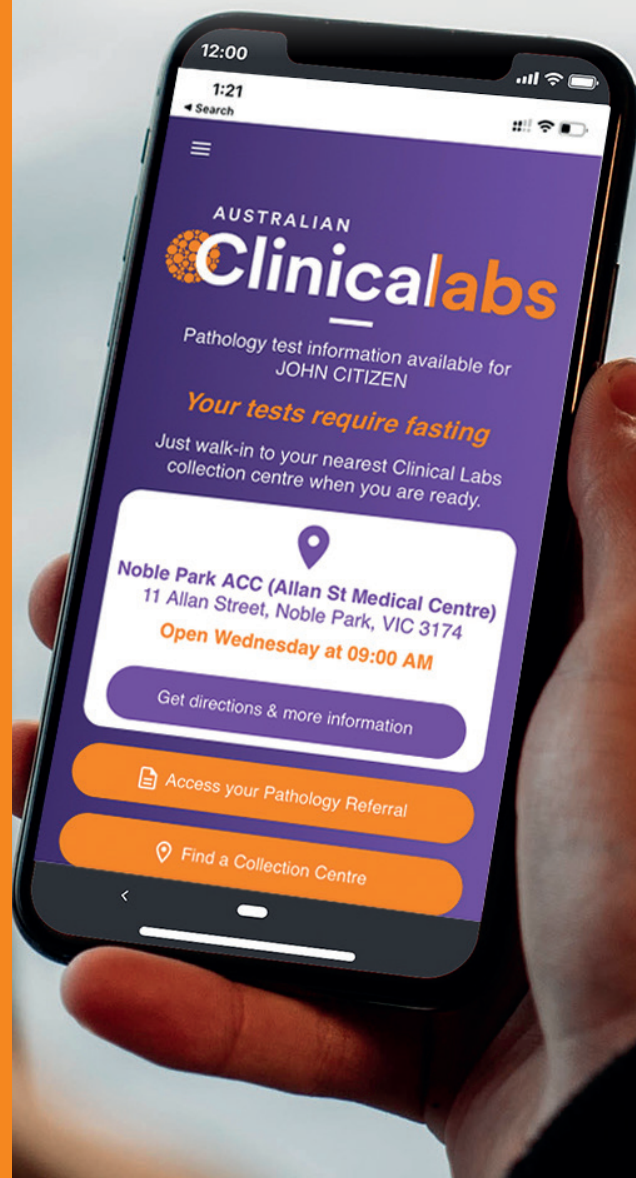 12:00
1:21
Search
AUSTRALIAN
Clinicallabs
Pathology test information available for
JOHN CITIZEN
Your tests require fasting
Just walk-in to your nearest Clinical Labs
collection centre when you are ready.
Noble Park ACC (Allan St Medical Centre)
11 Allan Street, Noble Park, VIC 3174
Open Wednesday at 09:00 AM
Get directions & more information
Access your Pathology Referral
Find a Collection Centre